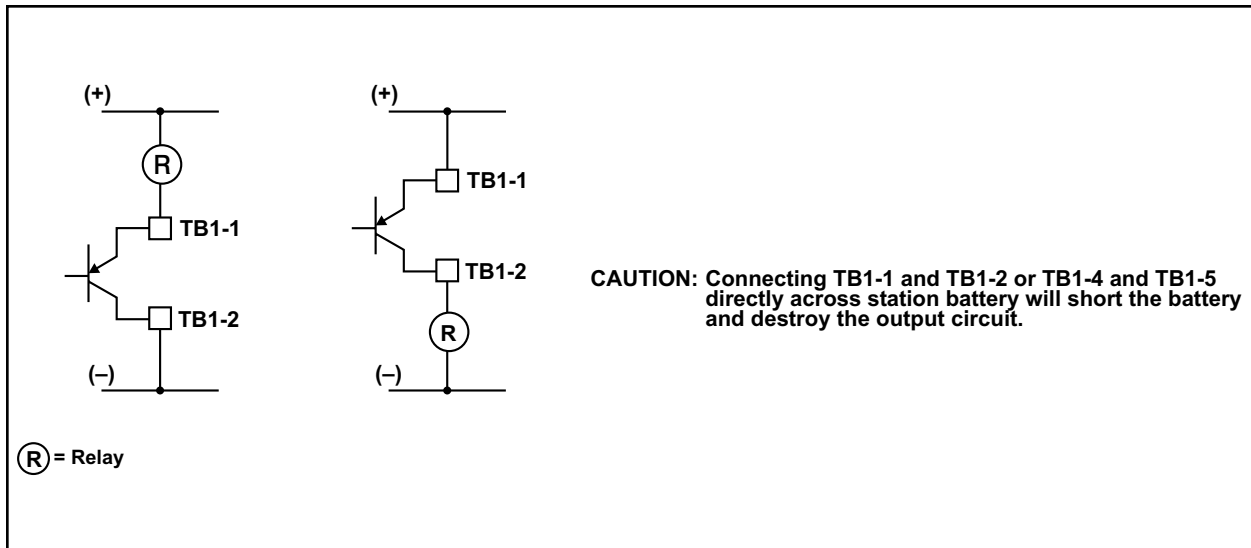 (+)
R
TB1-1
TB1-2
(–)
(+)
TB1-1
TB1-2
R
(–)
CAUTION: Connecting TB1-1 and TB1-2 or TB1-4 and TB1-5
directly across station battery will short the battery
and destroy the output circuit.
R = Relay